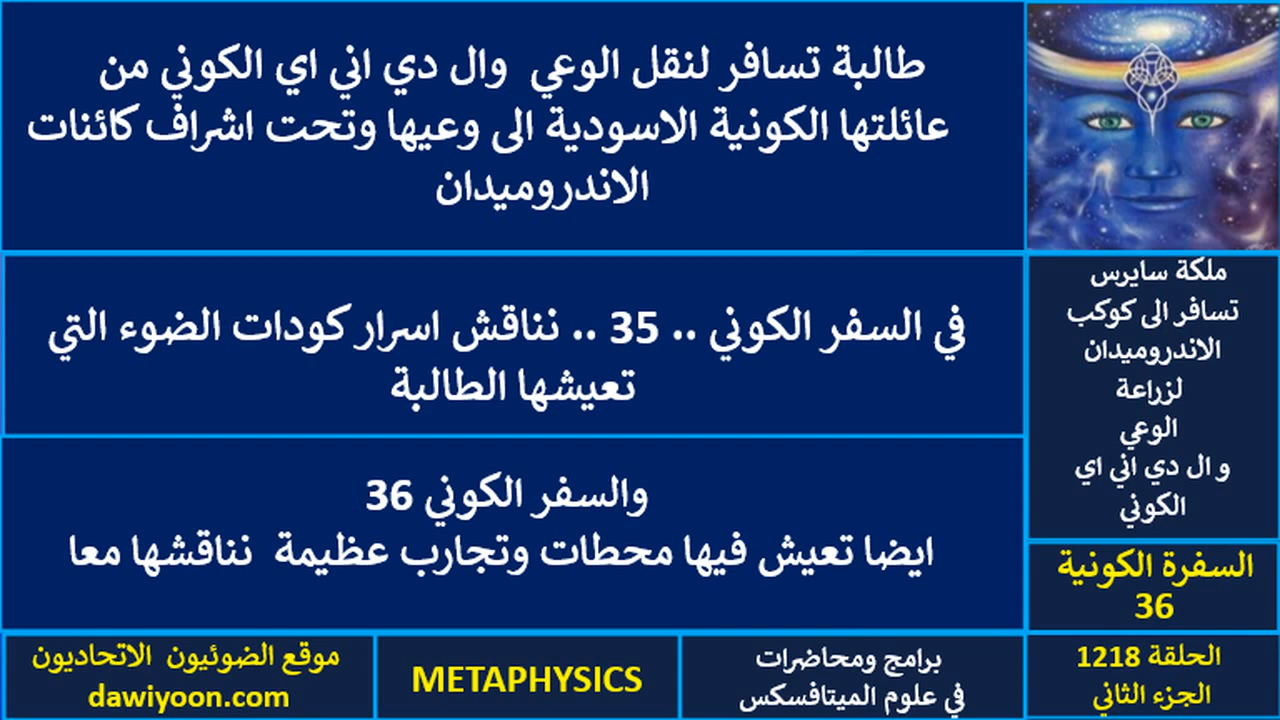 طالبة تسافر لنقل الوعي وال دي اني اي الكوني من
عائلتها الكونية الاسودية الى وعيها وتحت اشراف كائنات
الاندروميدان
في السفر الكوني .. 35 .. نناقش اسرار كودات الضوء التي
تعيشها الطالبة
والسفر الكوني 36
ايضا تعيش فيها محطات وتجارب عظيمة نناقشها معا
ملكة سايرس
تسافر الى كوكب
الاندروميدان
لزراعة
الوعي
و ال دي اني اي
الكوني
السفرة الكونية
36
الحلقة 1218
الجزء الثاني
برامج ومحاضرات
في علوم الميتافسكس
METAPHYSICS
موقع الضوئيون الاتحاديون
dawiyoon.com